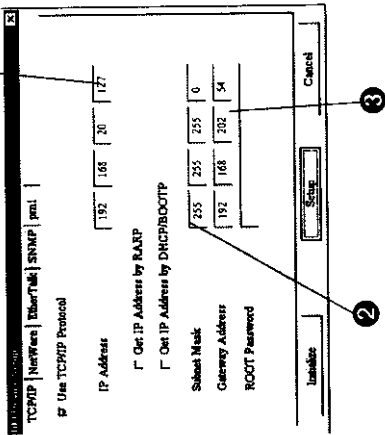 TCP/IP NetWare EtherTalk SNMP prn1
Use TCP/IP Protocol
IP Address 192 168 20 127
Get IP Address by RARP
Get IP Address by DHCP/BOOTP
Subnet Mask 255 255 255 0
Gateway Address 192 168 202 54
ROOT Password
Initialize Setup Cancel
2
3